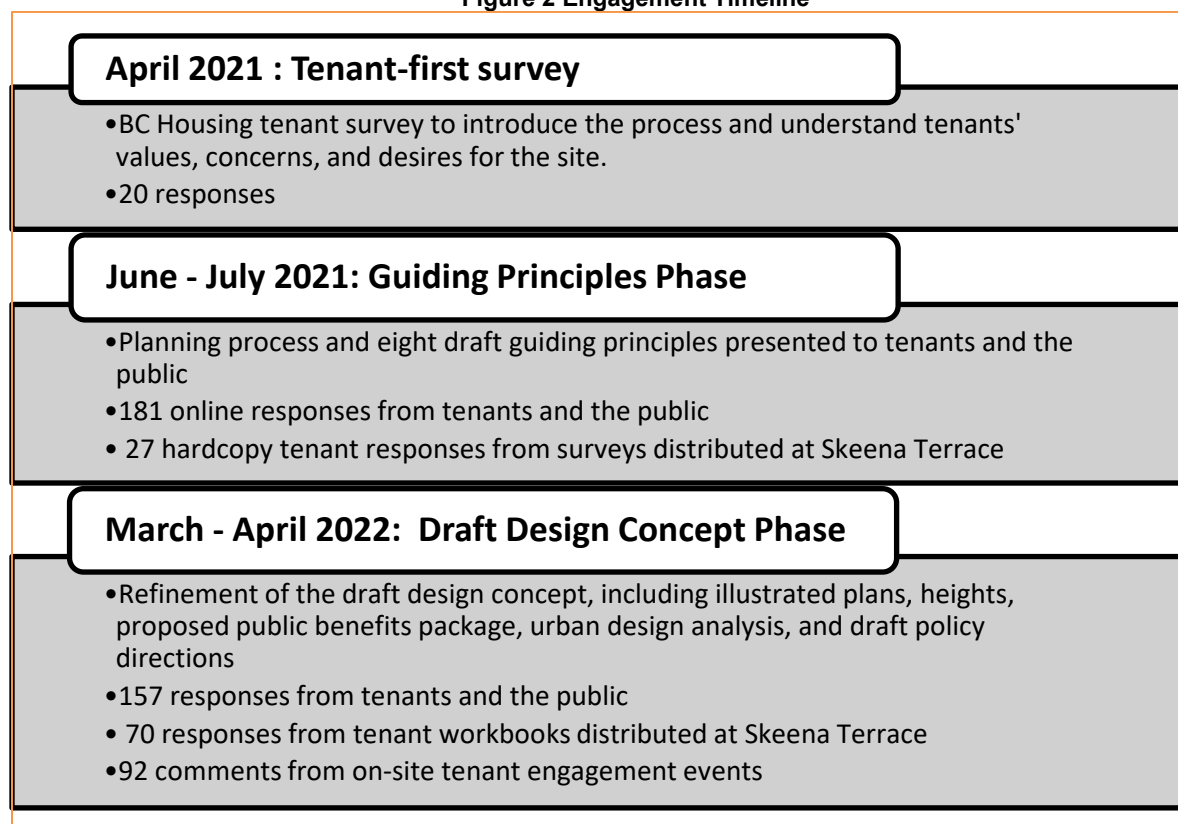 Figure 2 Engagement Timeline
April 2021 : Tenant-first survey
•BC Housing tenant survey to introduce the process and understand tenants'
values, concerns, and desires for the site.
•20 responses
June - July 2021: Guiding Principles Phase
•Planning process and eight draft guiding principles presented to tenants and the
public
•181 online responses from tenants and the public
• 27 hardcopy tenant responses from surveys distributed at Skeena Terrace
March - April 2022:  Draft Design Concept Phase
•Refinement of the draft design concept, including illustrated plans, heights,
proposed public benefits package, urban design analysis, and draft policy
directions
•157 responses from tenants and the public
• 70 responses from tenant workbooks distributed at Skeena Terrace
•92 comments from on-site tenant engagement events